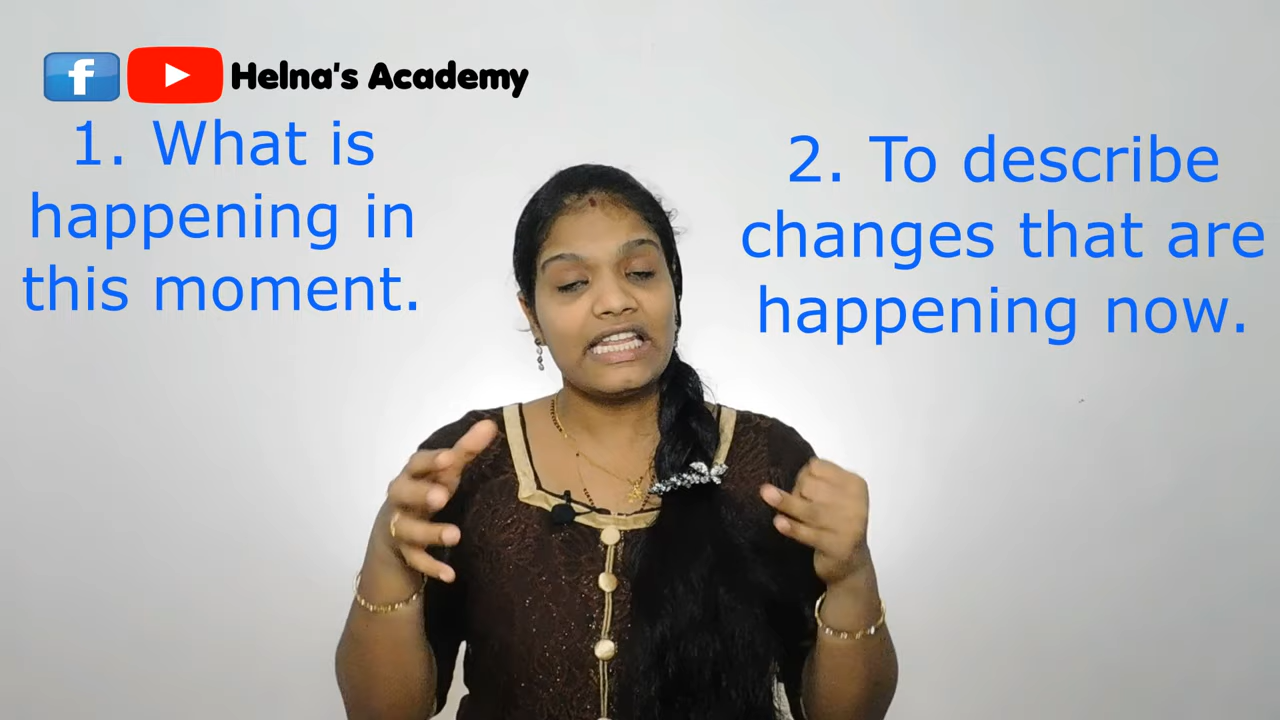 Helna's Academy
1. What is
happening in
this moment.
2. To describe
changes that are
happening now.